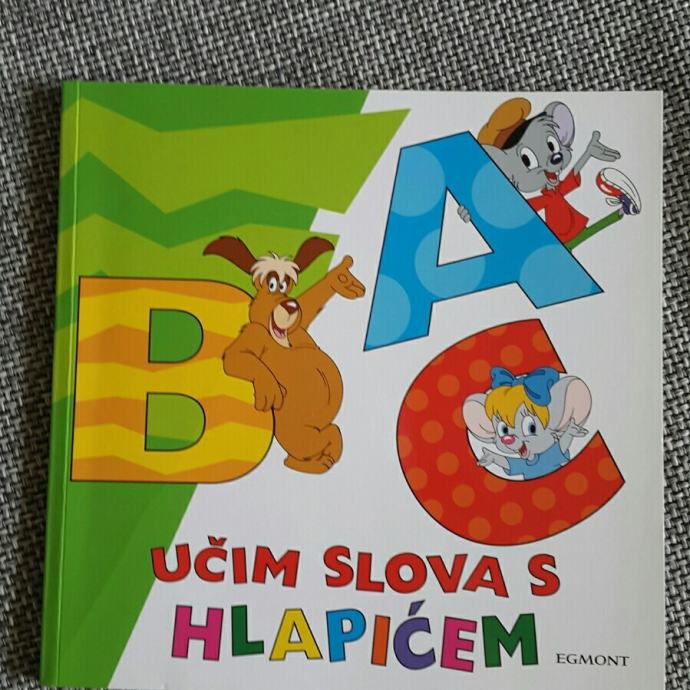 A
B
C
UČIM SLOVA S
HLAPIĆEM
EGMONT